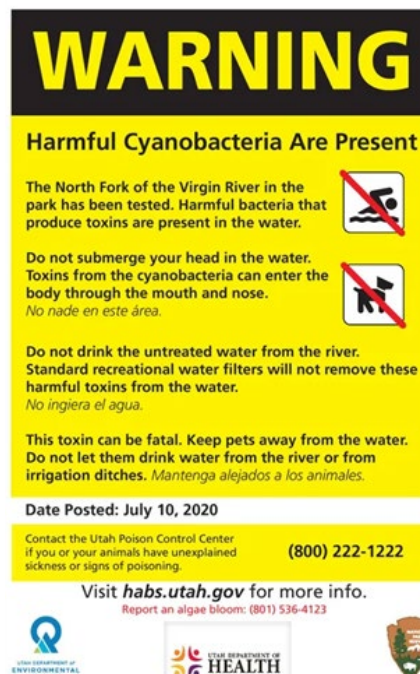 WARNING
Harmful Cyanobacteria Are Present
The North Fork of the Virgin River in the
park has been tested. Harmful bacteria that
produce toxins are present in the water.
Do not submerge your head in the water.
Toxins from the cyanobacteria can enter the
body through the mouth and nose.
No nade en este área.
Do not drink the untreated water from the river.
Standard recreational water filters will not remove these
harmful toxins from the water.
No ingiera el agua.
This toxin can be fatal. Keep pets away from the water.
Do not let them drink water from the river or from
irrigation ditches. Mantenga alejados a los animales.
Date Posted: July 10, 2020
Contact the Utah Poison Control Center
if you or your animals have unexplained
sickness or signs of poisoning.
(800) 222-1222
Visit habs.utah.gov for more info.
Report an algae bloom: (801) 536-4123
UTAH DEPARTMENT of
ENVIRONMENTAL
UTAH DEPARTMENT OF
HEALTH